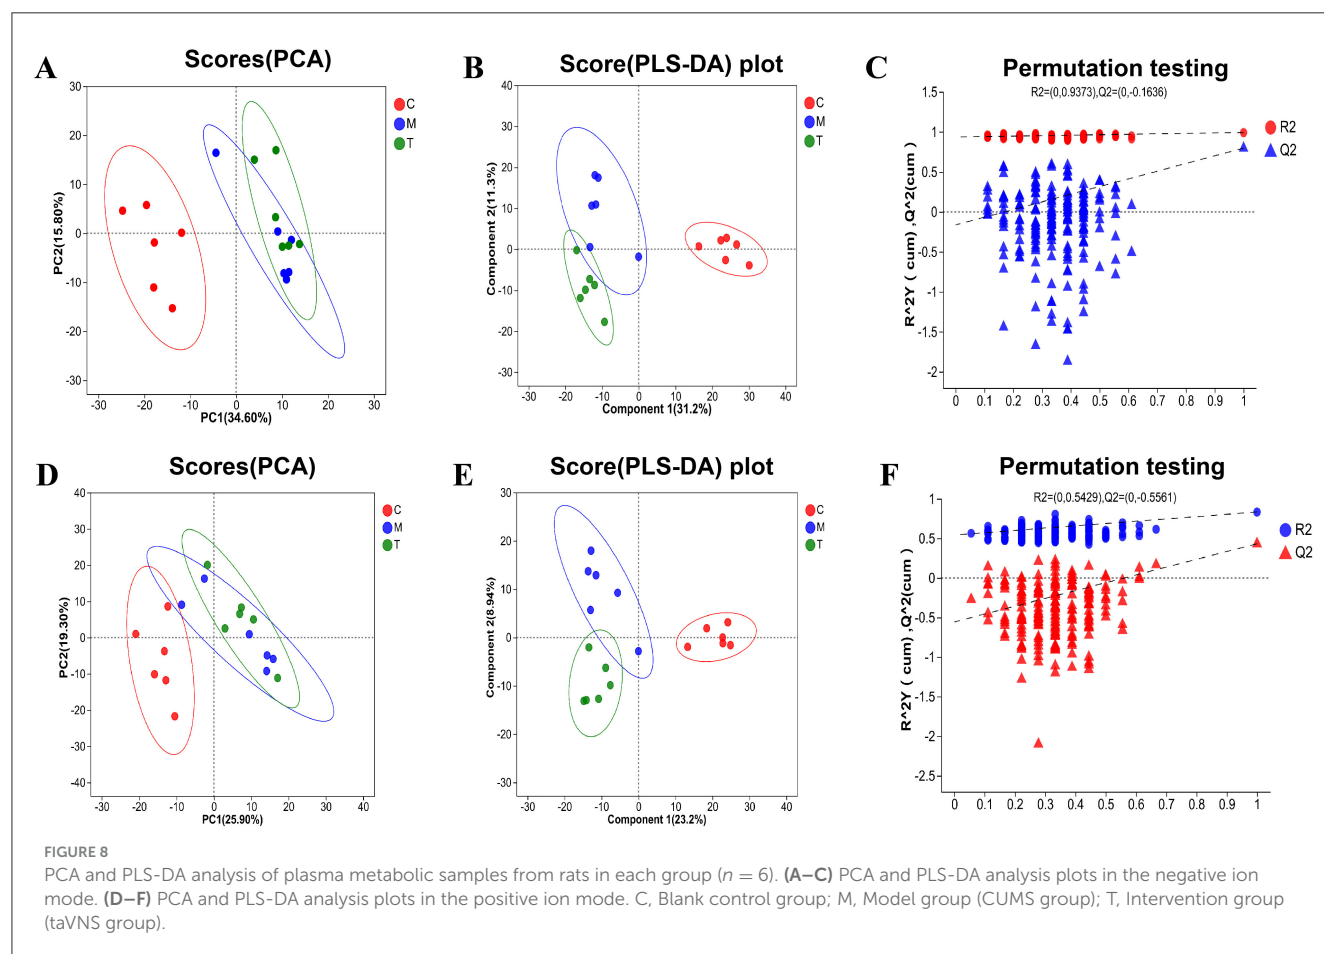 A
Scores(PCA)
30
20
10
0
-10
-20
-30
PC2(15.80%)
-30
-20
-10
0
10
20
30
PC1(34.60%)
C
M
T
B
Score(PLS-DA) plot
40
30
20
10
0
-10
-20
-30
Component 2(11.3%)
-30
-20
-10
0
10
20
30
40
Component 1(31.2%)
C
M
T
C
Permutation testing
R2=(0,0.9373),Q2=(0,-0.1636)
1.5
1
0.5
0
-0.5
-1
-1.5
-2
R^2Y ( cum) ,Q^2(cum )
0
0.1
0.2
0.3
0.4
0.5
0.6
0.7
0.8
0.9
1
R2
Q2
D
Scores(PCA)
40
30
20
10
0
-10
-20
-30
-40
PC2(19.30%)
-30
-20
-10
0
10
20
30
40
PC1(25.90%)
C
M
T
E
Score(PLS-DA) plot
30
20
10
0
-10
-20
-30
Component 2(8.94%)
-30
-20
-10
0
10
20
30
40
Component 1(23.2%)
C
M
T
F
Permutation testing
R2=(0,0.5429),Q2=(0,-0.5561)
1
0.5
0
-0.5
-1
-1.5
-2
-2.5
R^2Y ( cum) ,Q^2(cum )
0
0.1
0.2
0.3
0.4
0.5
0.6
0.7
0.8
0.9
1
R2
Q2
FIGURE 8
PCA and PLS-DA analysis of plasma metabolic samples from rats in each group (n = 6). (A–C) PCA and PLS-DA analysis plots in the negative ion
mode. (D–F) PCA and PLS-DA analysis plots in the positive ion mode. C, Blank control group; M, Model group (CUMS group); T, Intervention group
(taVNS group).